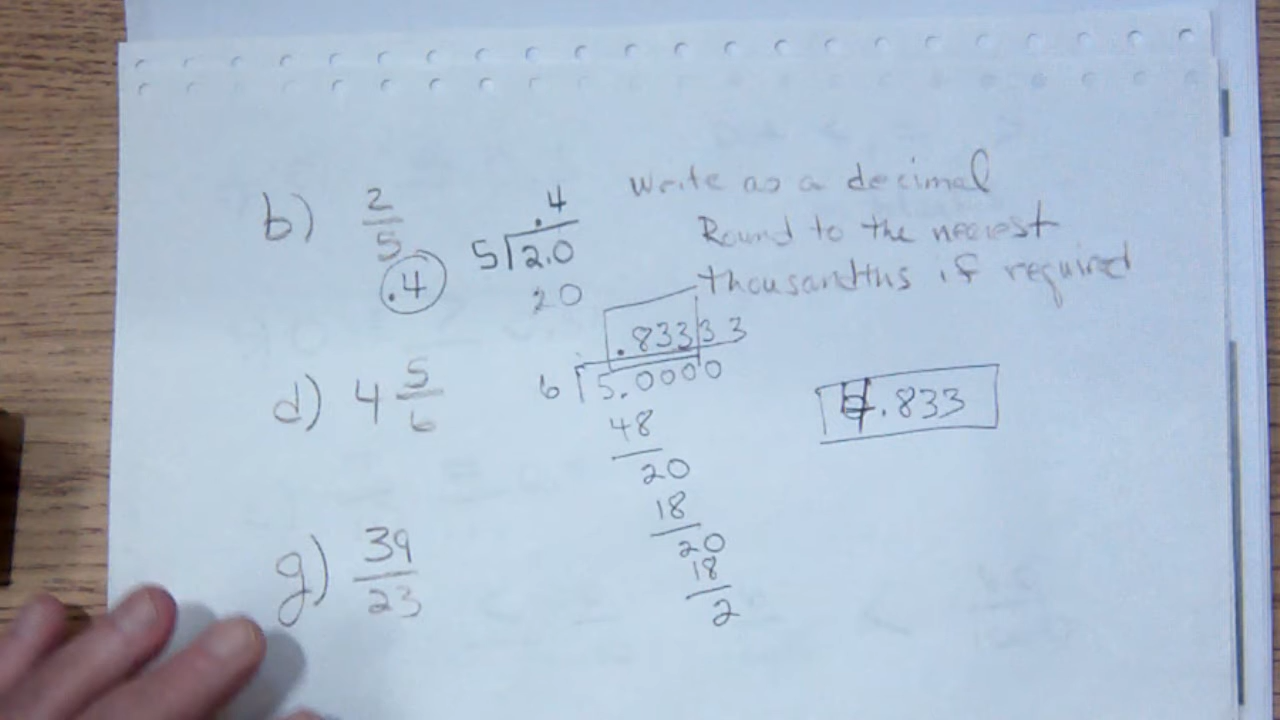 b) 2/5
.4
.4
5)2.0
20
Write as a decimal
Round to the nearest
thousandths if required
d) 4 5/6
.83333
6)5.0000
48
20
18
20
18
2
4.833
g) 39/23